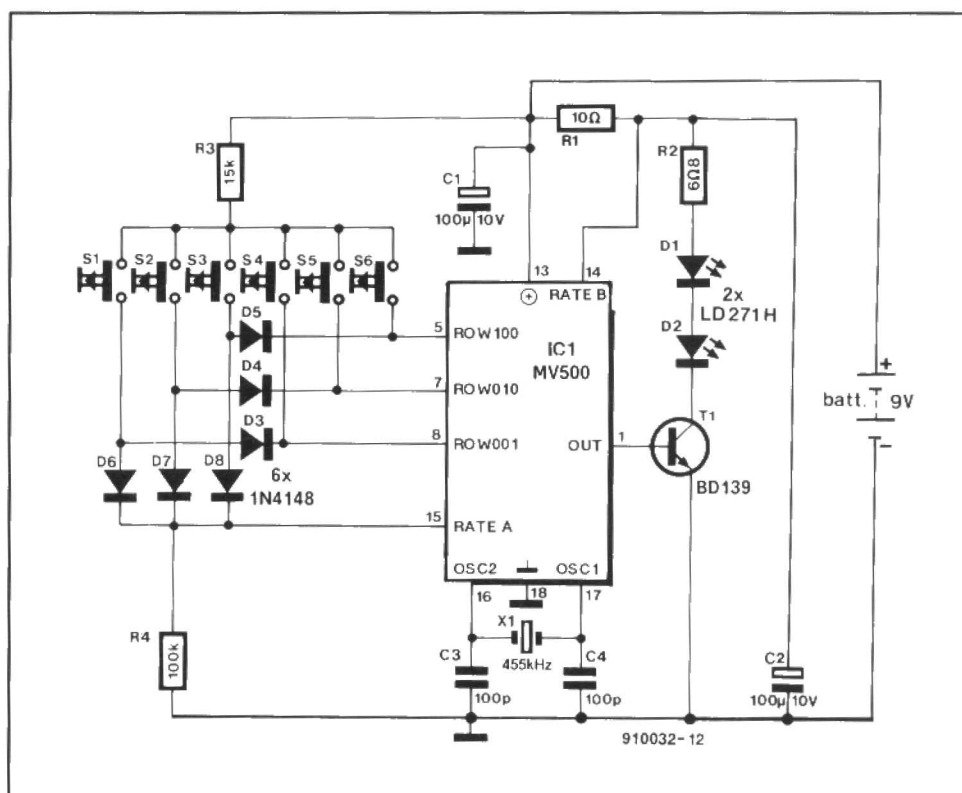 10Ω
R1
R3
15k
R2
6Ω8
C1
100µ 10V
S1 S2 S3 S4 S5 S6
13
14
D1
2x
LD271H
D2
+
RATE B
IC1
MV500
D5
5
ROW100
D4
7
ROW010
batt.
9V
-
T1
D3
8
ROW001
OUT
1
BD139
D6 D7 D8
6x
1N4148
15
RATE A
OSC2
OSC1
16
18
17
X1
455kHz
R4
100k
C3
100p
C4
100p
C2
100µ 10V
+
910032-12